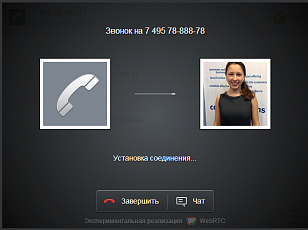 Звонок на 7 495 78-888-78
Установка соединения...
Завершить
Чат
Экспериментальная реализация WebRTC